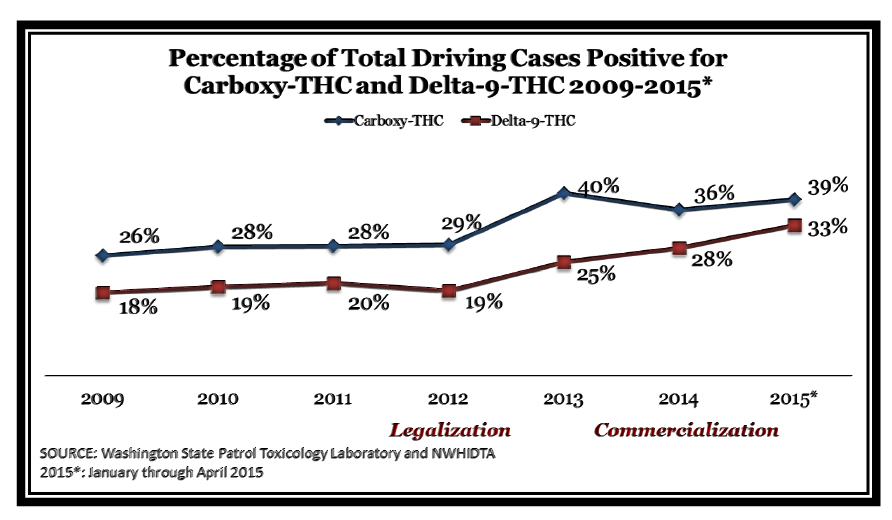 Percentage of Total Driving Cases Positive for
Carboxy-THC and Delta-9-THC 2009-2015*
Carboxy-THC Delta-9-THC
26% 28% 28% 29% 40% 36% 39%
18% 19% 20% 19% 25% 28% 33%
2009 2010 2011 2012 2013 2014 2015*
Legalization Commercialization
SOURCE: Washington State Patrol Toxicology Laboratory and NWHIDTA
2015*: January through April 2015